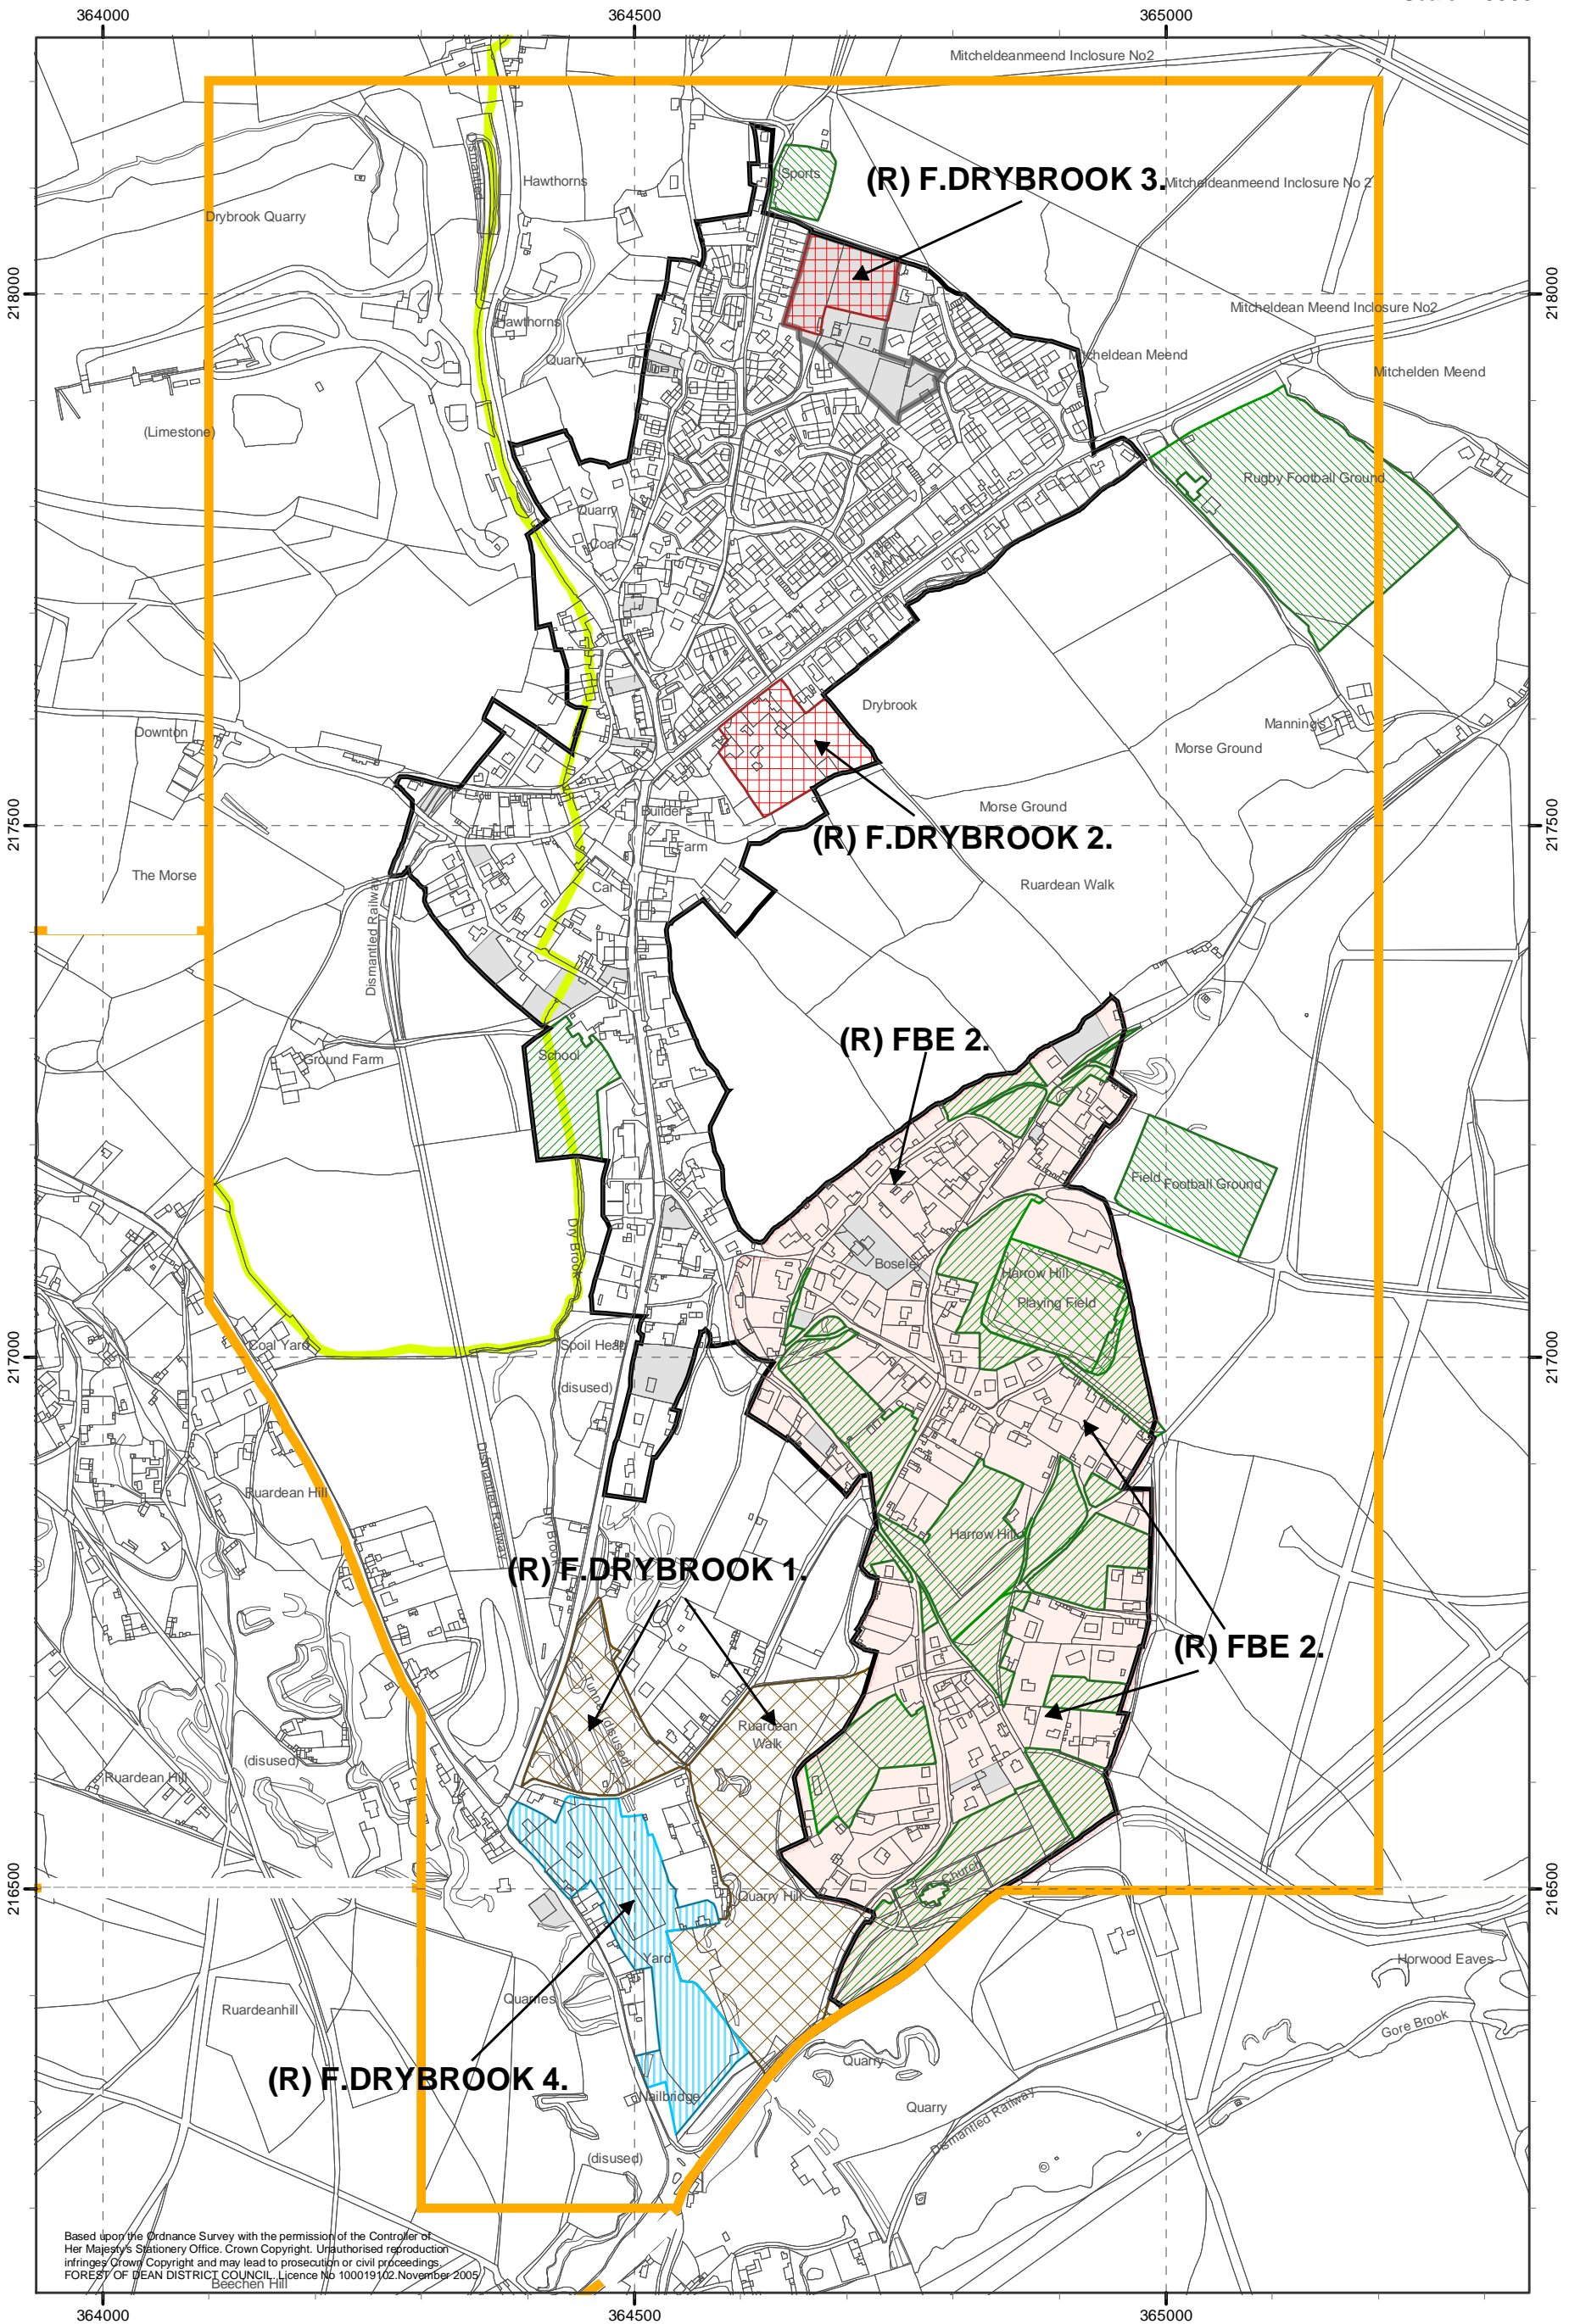 364000
364500
365000
Mitcheldeanmeend Inclosure No2
Dismantled
Hawthorns
Sports
(R) F.DRYBROOK 3.
Mitcheldeanmeend Inclosure No 2
Drybrook Quarry
218000
218000
Hawthorns
Mitcheldean Meend Inclosure No2
Quarry
Mitcheldean Meend
Mitchelden Meend
(Limestone)
Rugby Football Ground
Quarry
Coal
Drybrook
Downton
Manning's
Morse Ground
Builder's
Morse Ground
217500
217500
(R) F.DRYBROOK 2.
Farm
The Morse
Car
Ruardean Walk
Dismantled Railway
(R) FBE 2.
School
Ground Farm
Field
Football Ground
Dry Brook
Boseley
Harrow Hill
Playing Field
Coal Yard
Spoil Heap
217000
217000
(disused)
Dismantled Railway
Ruardean Hill
Dry Brook
Harrow Hill
(R) F.DRYBROOK 1.
(R) FBE 2.
Tunnel (disused)
Ruardean
Walk
(disused)
Ruardean Hill
Church
216500
216500
Quarry Hill
Yard
Horwood Eaves
Quarries
Ruardeanhill
Gore Brook
Quarry
(R) F.DRYBROOK 4.
Nailbridge
Quarry
Dismantled Railway
(disused)
Based upon the Ordnance Survey with the permission of the Controller of
Her Majesty's Stationery Office. Crown Copyright. Unauthorised reproduction
infringes Crown Copyright and may lead to prosecution or civil proceedings.
FOREST OF DEAN DISTRICT COUNCIL. Licence No 100019102.November 2005
Beechen Hill
364000
364500
365000